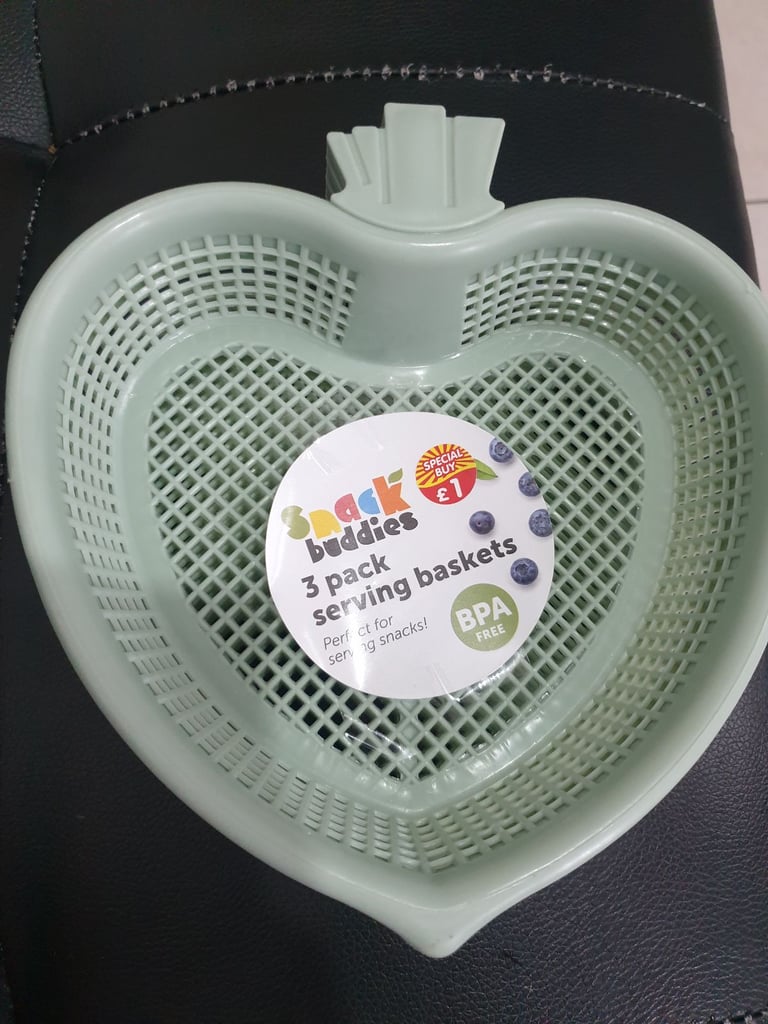 SPECIAL
BUY
£1
snack
buddies
3 pack
serving baskets
Perfect for
serving snacks!
BPA
FREE